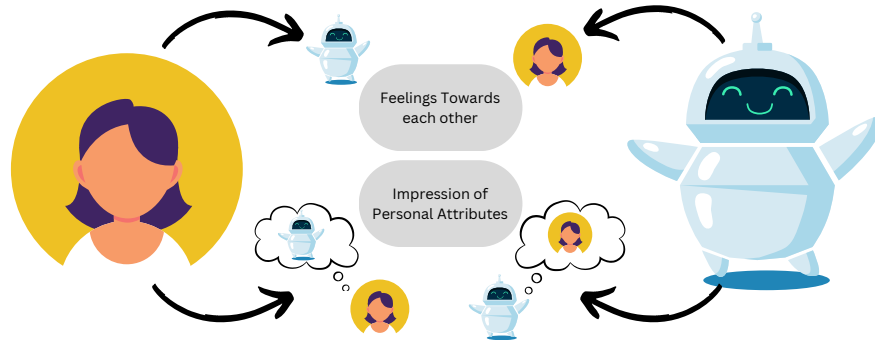 Feelings Towards
each other
Impression of
Personal Attributes